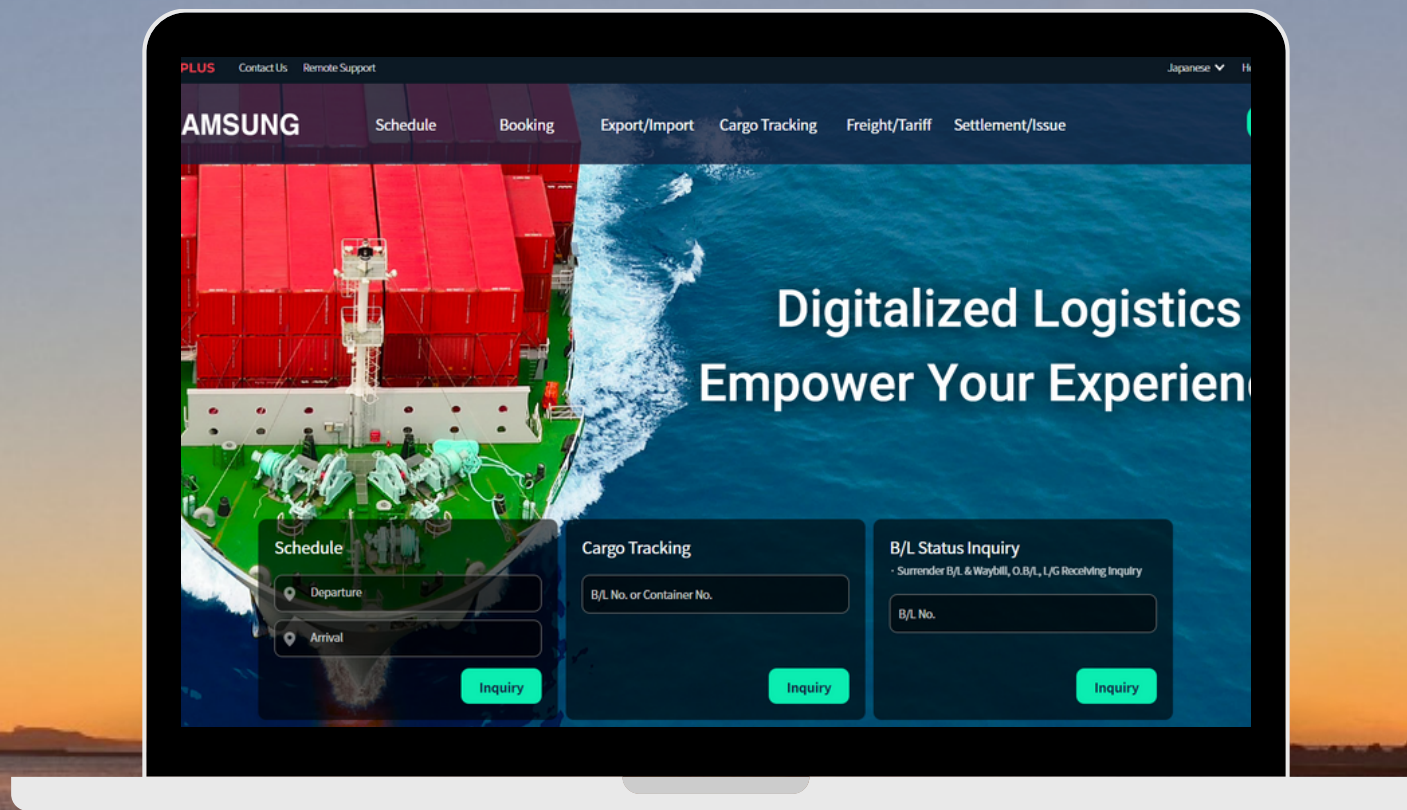 PLUS Contact Us Remote Support Japanese
AMSUNG Schedule Booking Export/Import Cargo Tracking Freight/Tariff Settlement/Issue
Digitalized Logistics
Empower Your Experien
Schedule
Departure
Arrival
Inquiry
Cargo Tracking
B/L No. or Container No.
Inquiry
B/L Status Inquiry
· Surrender B/L & Waybill, O.B/L, L/G Receiving Inquiry
B/L No.
Inquiry